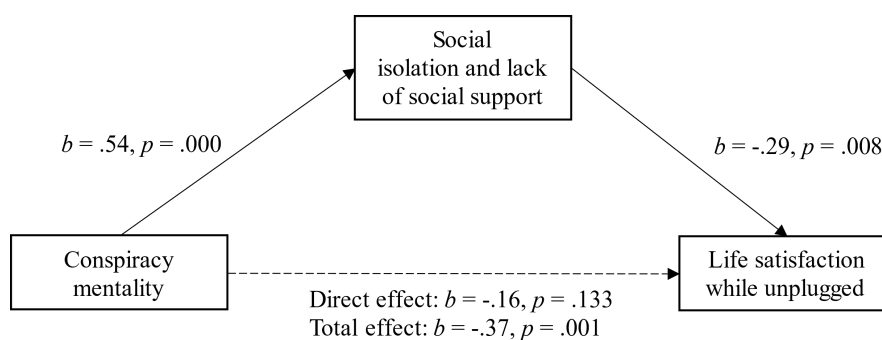 Social
isolation and lack
of social support
b = .54, p = .000
b = -.29, p = .008
Conspiracy
mentality
Life satisfaction
while unplugged
Direct effect: b = -.16, p = .133
Total effect: b = -.37, p = .001